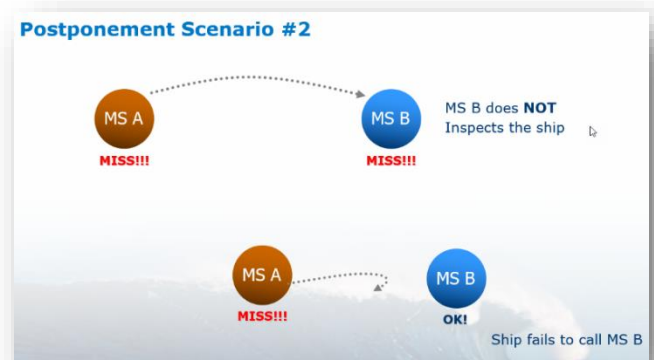 Postponement Scenario #2
MS A
MS B
MS B does NOT
Inspects the ship
MISS!!!
MISS!!!
MS A
MS B
MISS!!!
OK!
Ship fails to call MS B